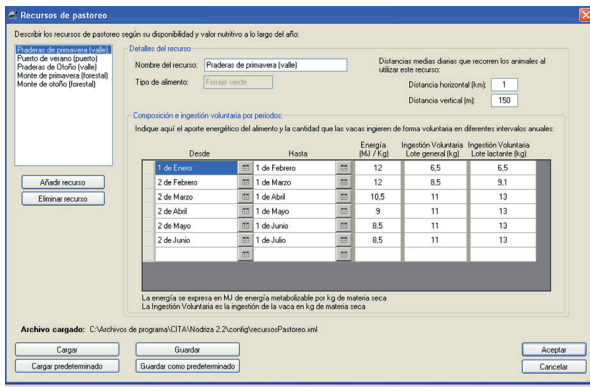 Recursos de pastoreo
Describir los recursos de pastoreo según su disponibilidad y valor nutritivo a lo largo del año:
Praderas de primavera (valle)
Puerto de verano (puerto)
Praderas de Otoño (valle)
Monte de primavera (forestal)
Monte de otoño (forestal)
Añadir recurso
Eliminar recurso
Detalles del recurso
Nombre del recurso: Praderas de primavera (valle)
Tipo de alimento: Forraje verde
Distancias medias diarias que recorren los animales al
utilizar este recurso:
Distancia horizontal (km): 1
Distancia vertical (m): 150
Composición e ingestión voluntaria por periodos:
Indique aquí el aporte energético del alimento y la cantidad que las vacas ingieren de forma voluntaria en diferentes intervalos anuales:
Desde Hasta Energía (MJ / Kg) Ingestión Voluntaria Lote general (kg) Ingestión Voluntaria Lote lactante (kg)
1 de Enero 1 de Febrero 12 6,5 6,5
2 de Febrero 1 de Marzo 12 8,5 9,1
2 de Marzo 1 de Abril 10,5 11 13
2 de Abril 1 de Mayo 9 11 13
2 de Mayo 1 de Junio 8,5 11 13
2 de Junio 1 de Julio 8,5 11 13
La energía se expresa en MJ de energía metabolizable por kg de materia seca
La Ingestión Voluntaria es la ingestión de la vaca en kg de materia seca
Archivo cargado: C:\Archivos de programa\CITA\Nodriza 2.2\config\recursosPastoreo.xml
Cargar Guardar Aceptar
Cargar predeterminado Guardar como predeterminado Cancelar